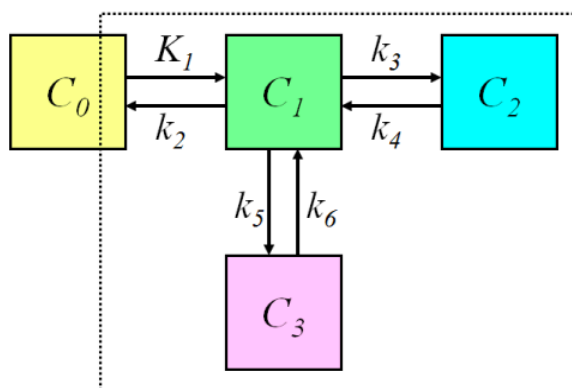 K₁
C₀ C₁ k₃ C₂
k₂ k₄
k₅ k₆
C₃